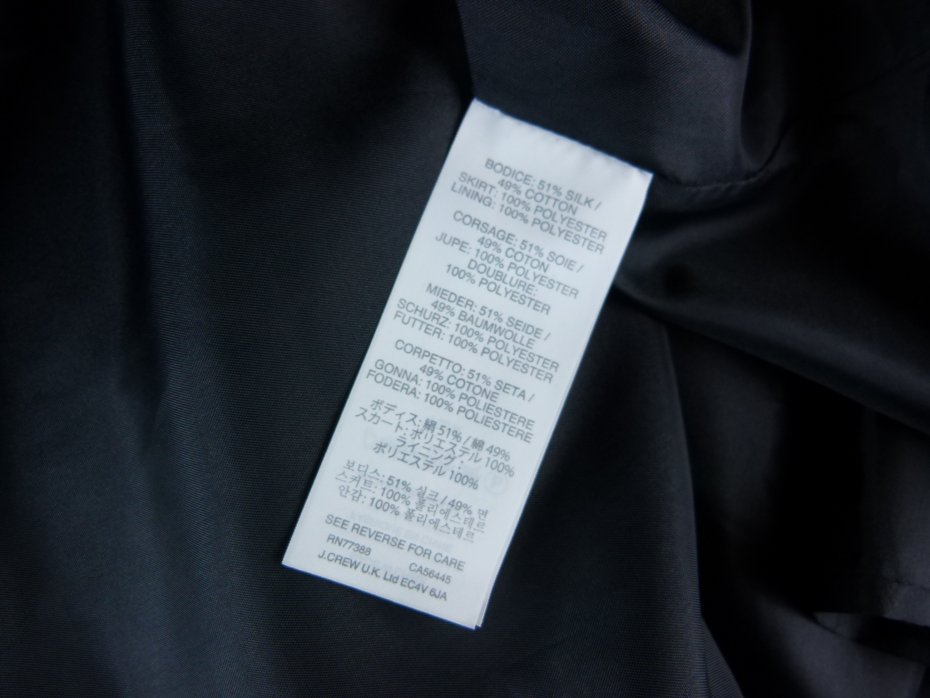 BODICE: 51% SILK /
49% COTTON
SKIRT: 100% POLYESTER
LINING: 100% POLYESTER
CORSAGE: 51% SOIE /
49% COTON
JUPE: 100% POLYESTER
DOUBLURE:
100% POLYESTER
MIEDER: 51% SEIDE /
49% BAUMWOLLE
SCHURZ: 100% POLYESTER
FUTTER: 100% POLYESTER
CORPETTO: 51% SETA /
49% COTONE
GONNA: 100% POLIESTERE
FODERA: 100% POLIESTERE
ボディス: 絹 51% / 綿 49%
スカート: ポリエステル 100%
ライニング:
ポリエステル 100%
보디스: 51% 실크 / 49% 면
스커트: 100% 폴리에스테르
안감: 100% 폴리에스테르
SEE REVERSE FOR CARE
RN77388 CA56445
J.CREW U.K. Ltd EC4V 6JA